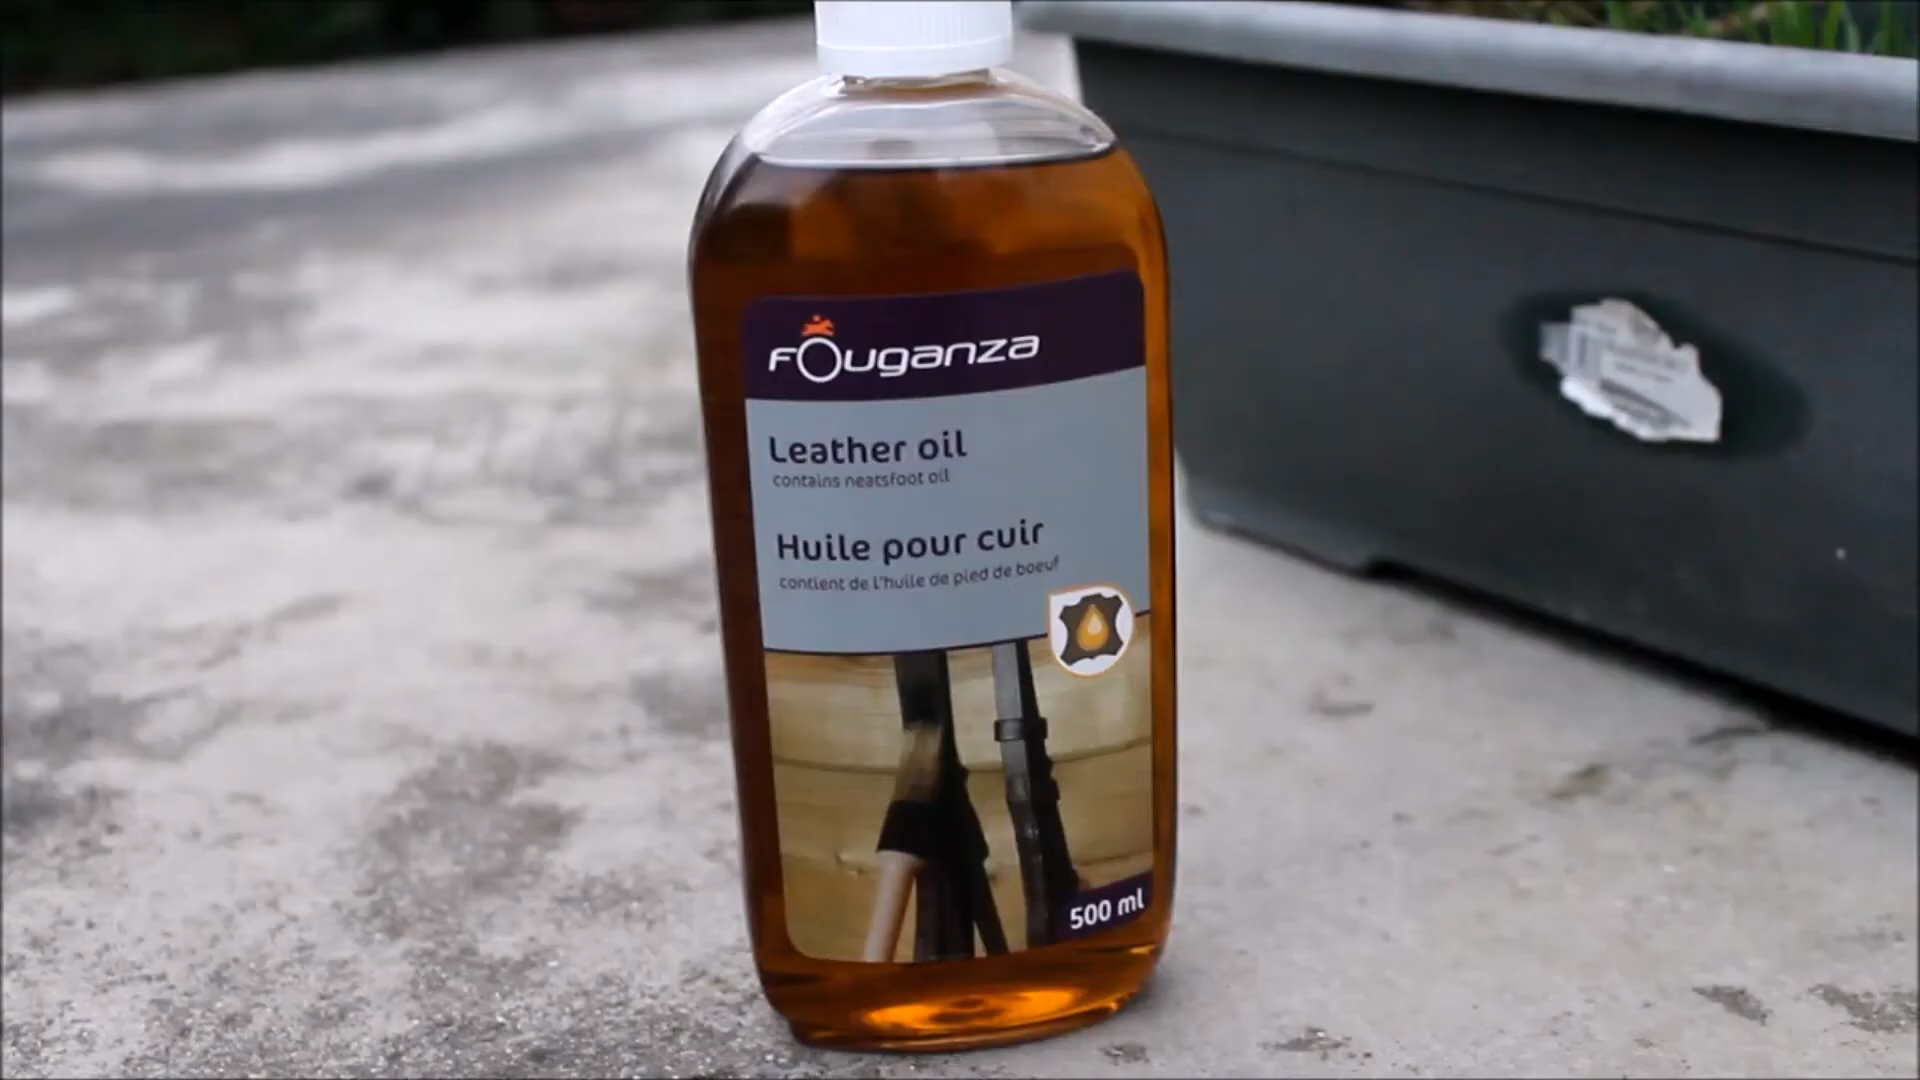 fouganza
Leather oil
contains neatsfoot oil
Huile pour cuir
contient de l'huile de pied de boeuf
500 ml